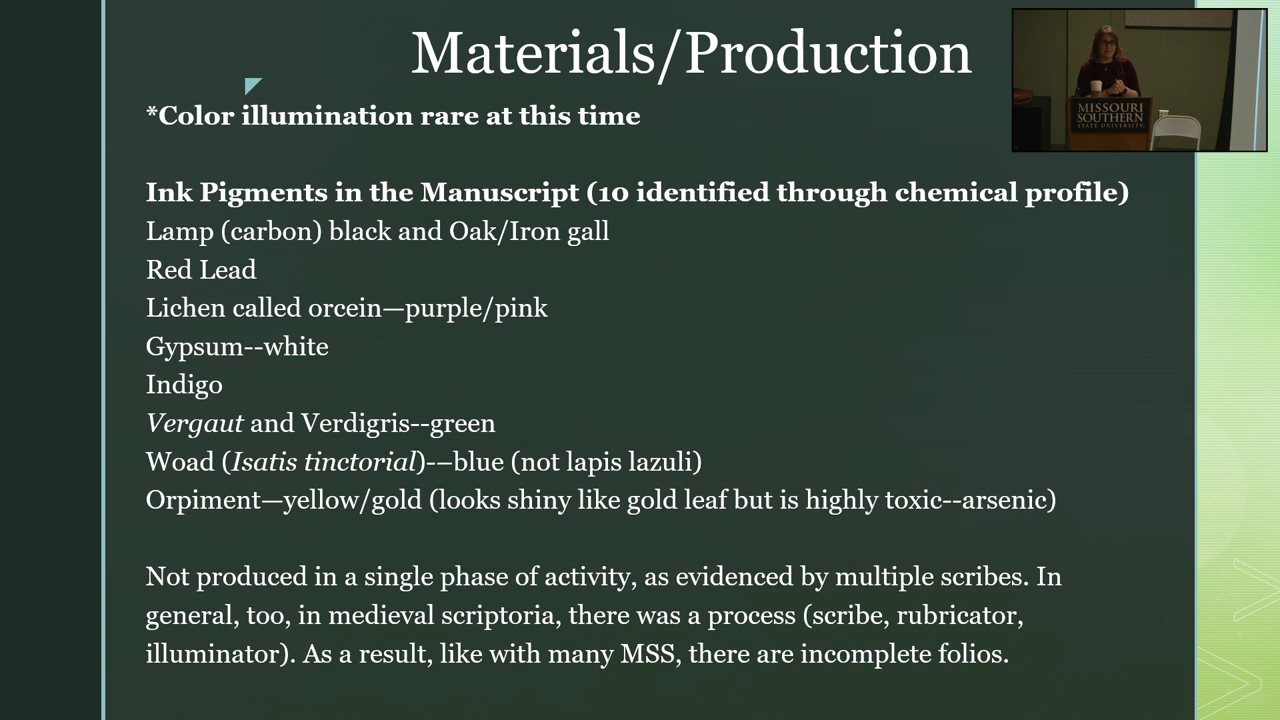 Materials/Production
*Color illumination rare at this time
Ink Pigments in the Manuscript (10 identified through chemical profile)
Lamp (carbon) black and Oak/Iron gall
Red Lead
Lichen called orcein—purple/pink
Gypsum--white
Indigo
Vergaut and Verdigris--green
Woad (Isatis tinctorial)-–blue (not lapis lazuli)
Orpiment—yellow/gold (looks shiny like gold leaf but is highly toxic--arsenic)
Not produced in a single phase of activity, as evidenced by multiple scribes. In
general, too, in medieval scriptoria, there was a process (scribe, rubricator,
illuminator). As a result, like with many MSS, there are incomplete folios.
MISSOURI
SOUTHERN
STATE UNIVERSITY